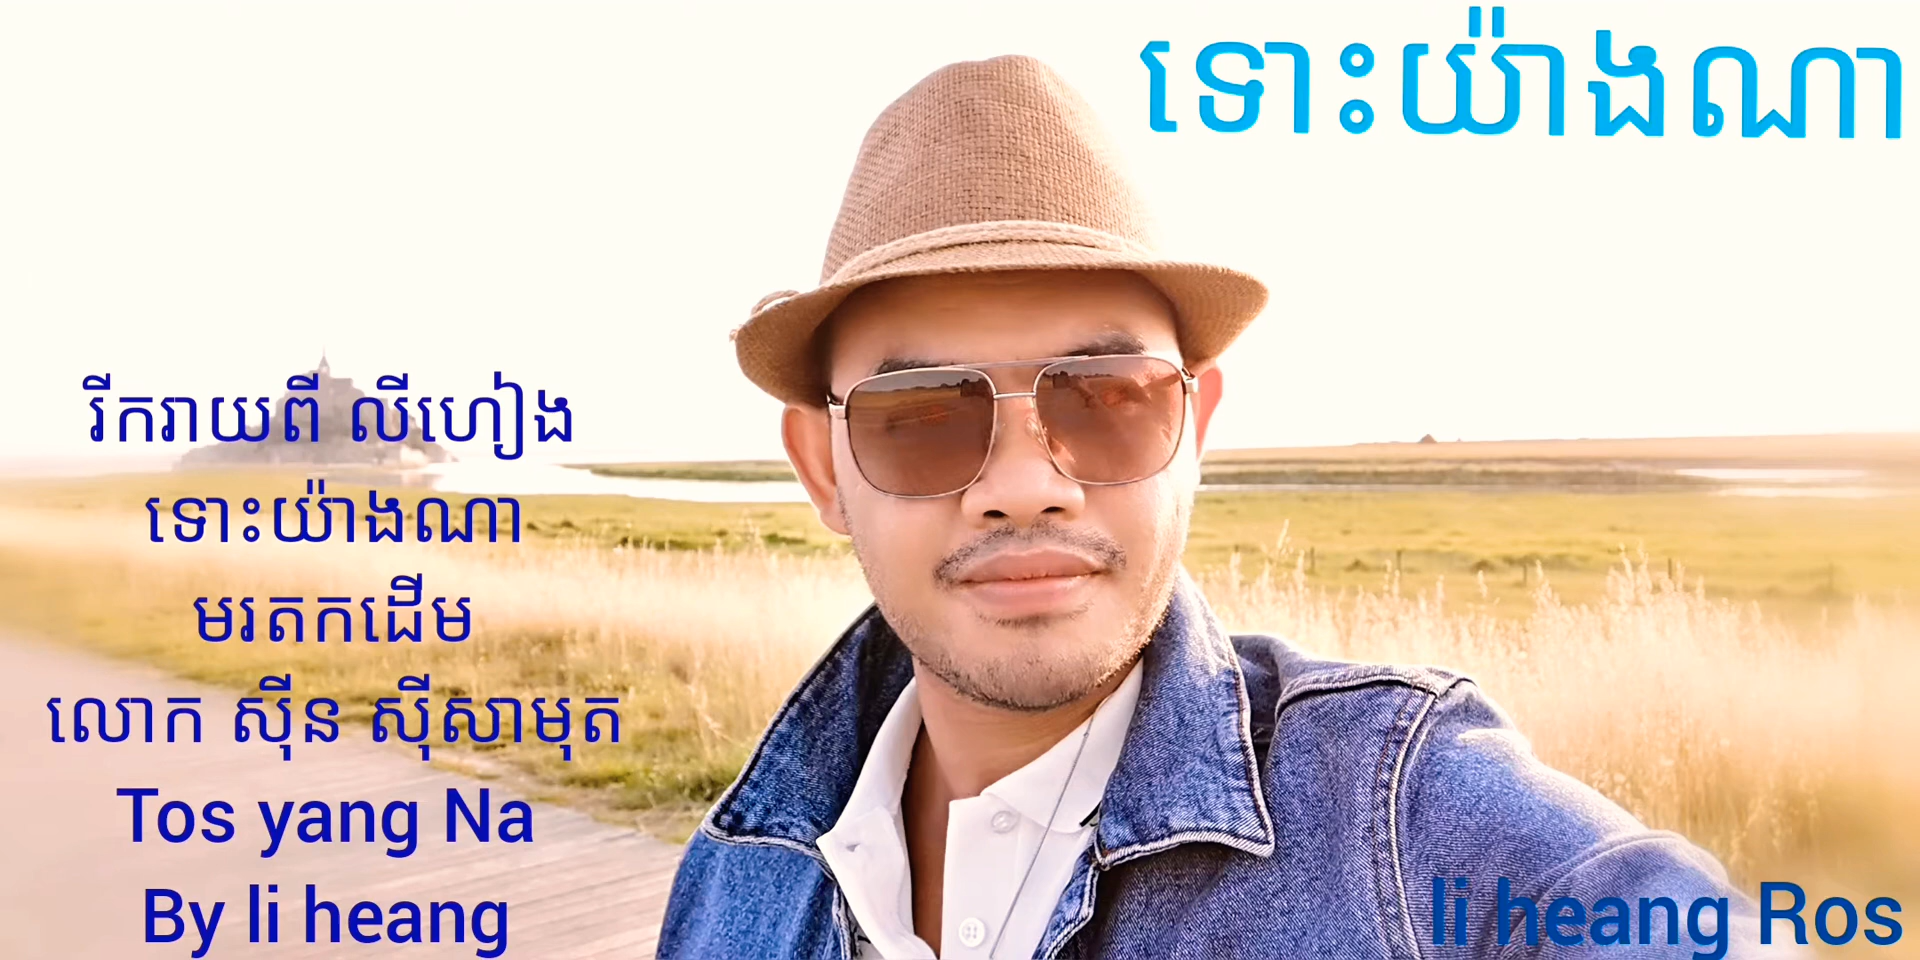 ទោះយ៉ាងណា
រីករាយពី លីហៀង
ទោះយ៉ាងណា
មរតកដើម
លោក ស៊ីន ស៊ីសាមុត
Tos yang Na
By li heang
li heang Ros